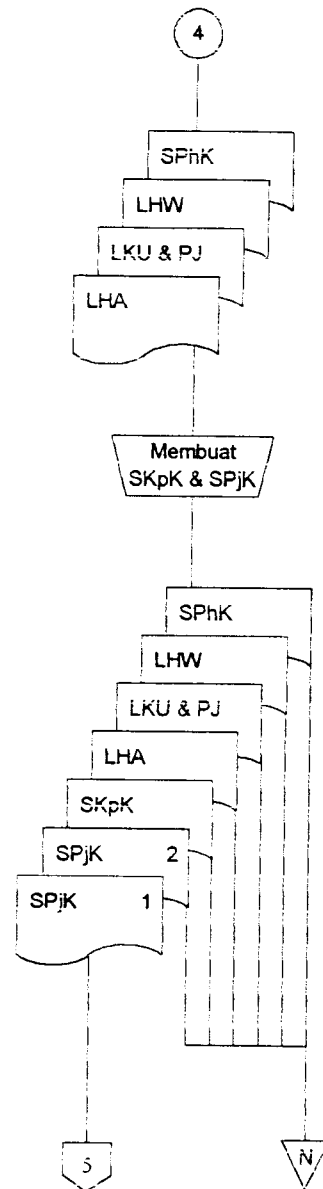 4
SPhK
LHW
LKU & PJ
LHA
Membuat
SKpK & SPjK
SPhK
LHW
LKU & PJ
LHA
SKpK
SPjK 2
SPjK 1
5
N